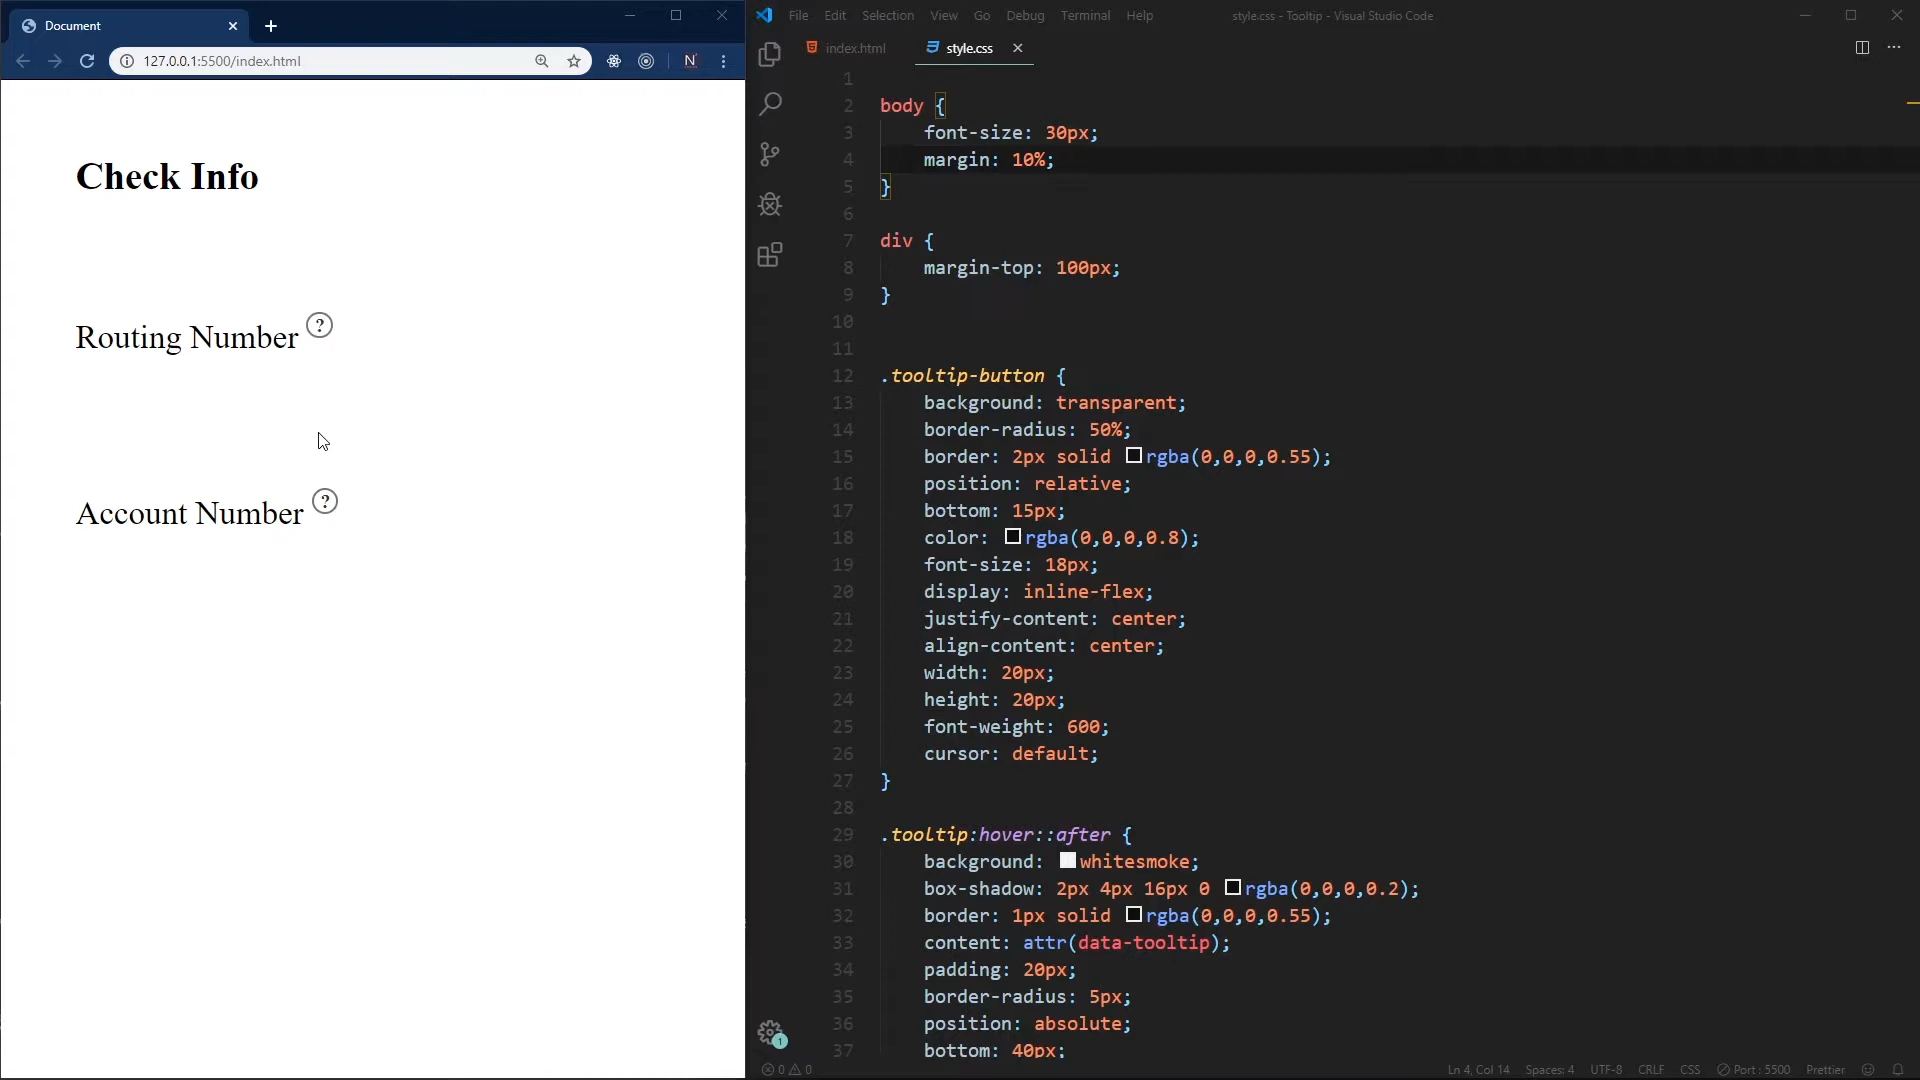 Document
127.0.0.1:5500/index.html
N
Check Info
Routing Number ?
Account Number ?
File Edit Selection View Go Debug Terminal Help
style.css - Tooltip - Visual Studio Code
index.html
style.css
1
2 body {
3 font-size: 30px;
4 margin: 10%;
5 }
6
7 div {
8 margin-top: 100px;
9 }
10
11
12 .tooltip-button {
13 background: transparent;
14 border-radius: 50%;
15 border: 2px solid rgba(0,0,0,0.55);
16 position: relative;
17 bottom: 15px;
18 color: rgba(0,0,0,0.8);
19 font-size: 18px;
20 display: inline-flex;
21 justify-content: center;
22 align-content: center;
23 width: 20px;
24 height: 20px;
25 font-weight: 600;
26 cursor: default;
27 }
28
29 .tooltip:hover::after {
30 background: whitesmoke;
31 box-shadow: 2px 4px 16px 0 rgba(0,0,0,0.2);
32 border: 1px solid rgba(0,0,0,0.55);
33 content: attr(data-tooltip);
34 padding: 20px;
35 border-radius: 5px;
36 position: absolute;
37 bottom: 40px;
1
0 0 Ln 4, Col 14 Spaces: 4 UTF-8 CRLF CSS Port : 5500 Prettier